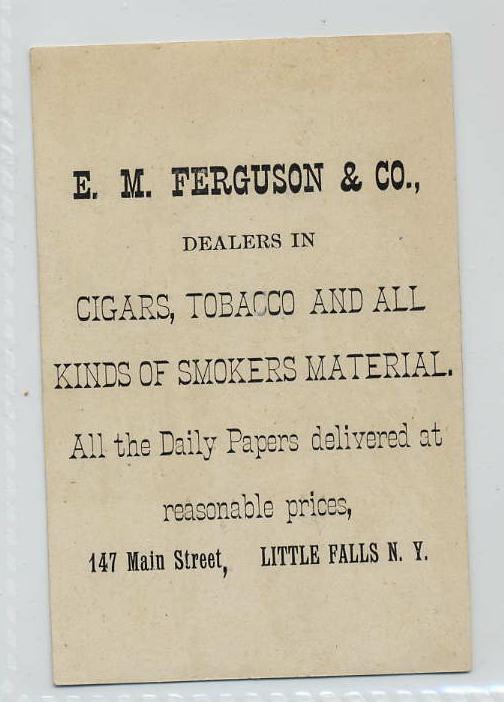 E. M. FERGUSON & CO.,
DEALERS IN
CIGARS, TOBACCO AND ALL
KINDS OF SMOKERS MATERIAL.
All the Daily Papers delivered at
reasonable prices,
147 Main Street, LITTLE FALLS N. Y.